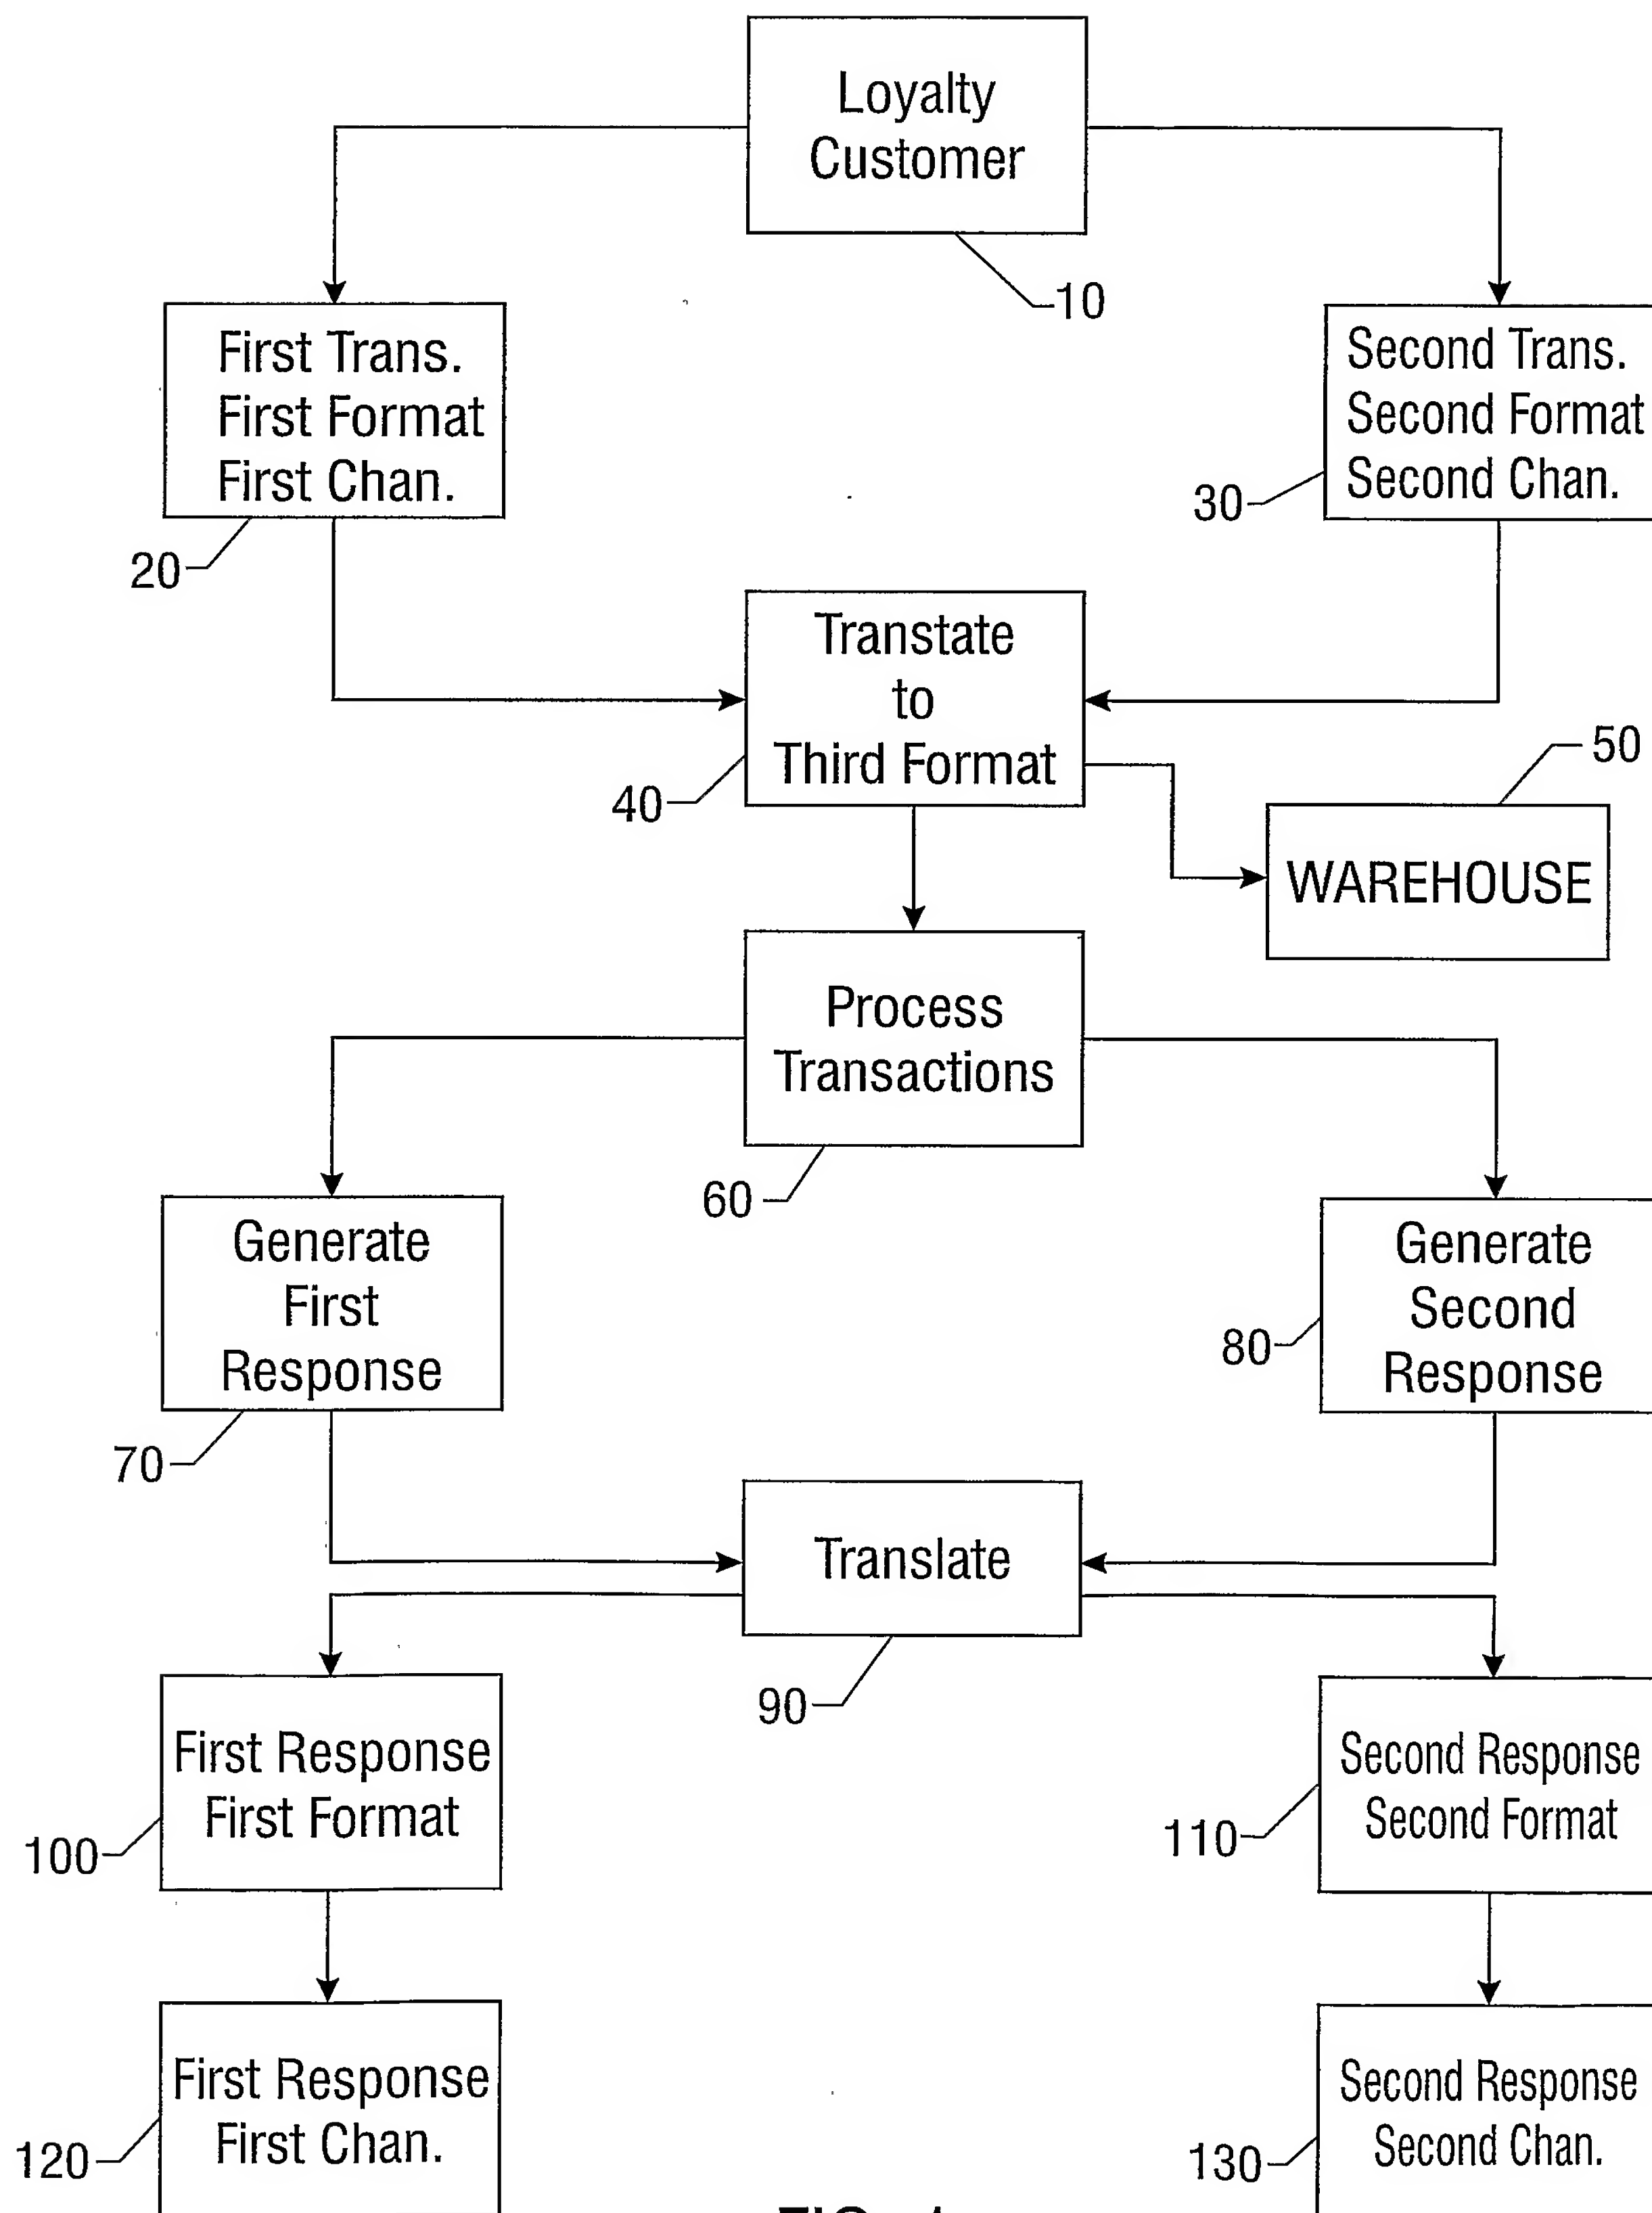 Loyalty
Customer
10
First Trans.
First Format
First Chan.
20
Second Trans.
Second Format
Second Chan.
30
Transtate
to
Third Format
40
50
WAREHOUSE
Process
Transactions
60
Generate
First
Response
70
Generate
Second
Response
80
Translate
90
First Response
First Format
100
Second Response
Second Format
110
First Response
First Chan.
120
Second Response
Second Chan.
130